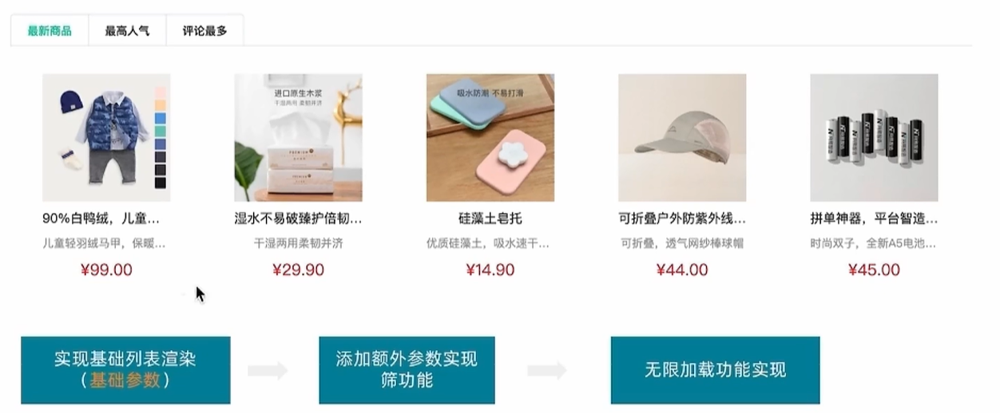 最新商品
最高人气
评论最多
进口原生木浆
干湿两用 柔韧并济
PREMIUM
PREMIUM
吸水防潮 不易打滑
90%白鸭绒，儿童...
湿水不易破臻护倍韧...
硅藻土皂托
可折叠户外防紫外线...
拼单神器，平台智造...
儿童轻羽绒马甲，保暖...
干湿两用柔韧并济
优质硅藻土，吸水速干...
可折叠，透气网纱棒球帽
时尚双子，全新A5电池...
¥99.00
¥29.90
¥14.90
¥44.00
¥45.00
实现基础列表渲染
（基础参数）
添加额外参数实现
筛功能
无限加载功能实现